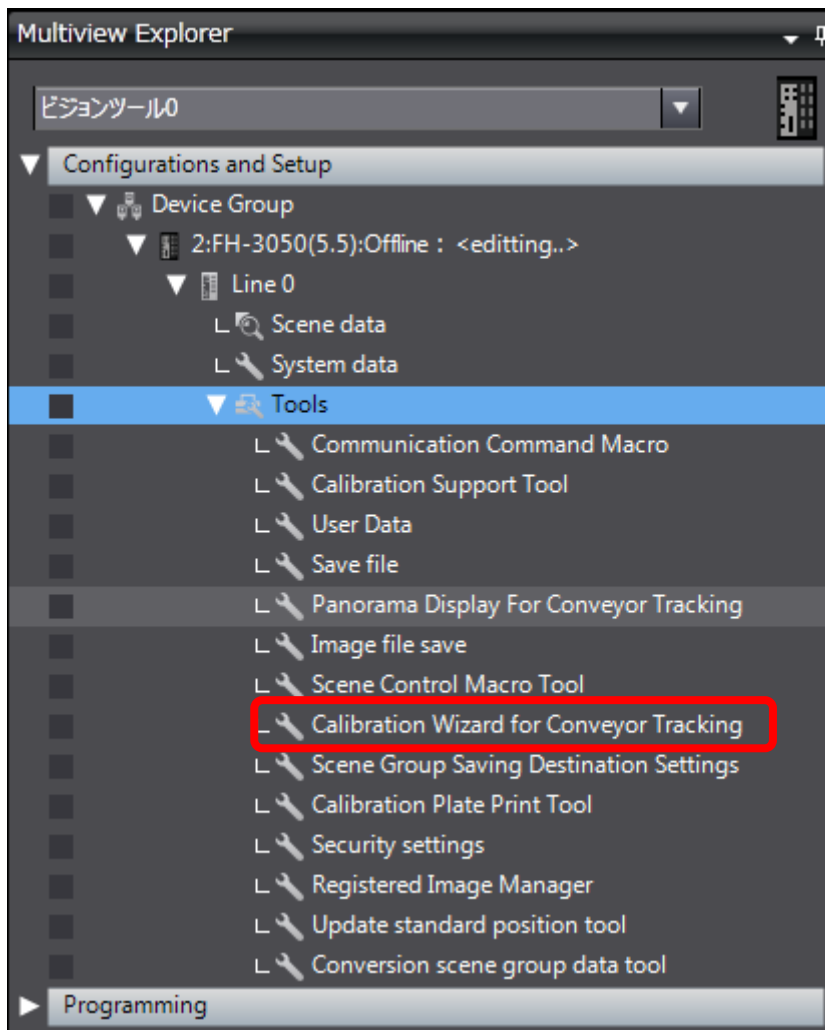 Multiview Explorer
ビジョンツール0
Configurations and Setup
Device Group
2:FH-3050(5.5):Offline : <editting..>
Line 0
Scene data
System data
Tools
Communication Command Macro
Calibration Support Tool
User Data
Save file
Panorama Display For Conveyor Tracking
Image file save
Scene Control Macro Tool
Calibration Wizard for Conveyor Tracking
Scene Group Saving Destination Settings
Calibration Plate Print Tool
Security settings
Registered Image Manager
Update standard position tool
Conversion scene group data tool
Programming